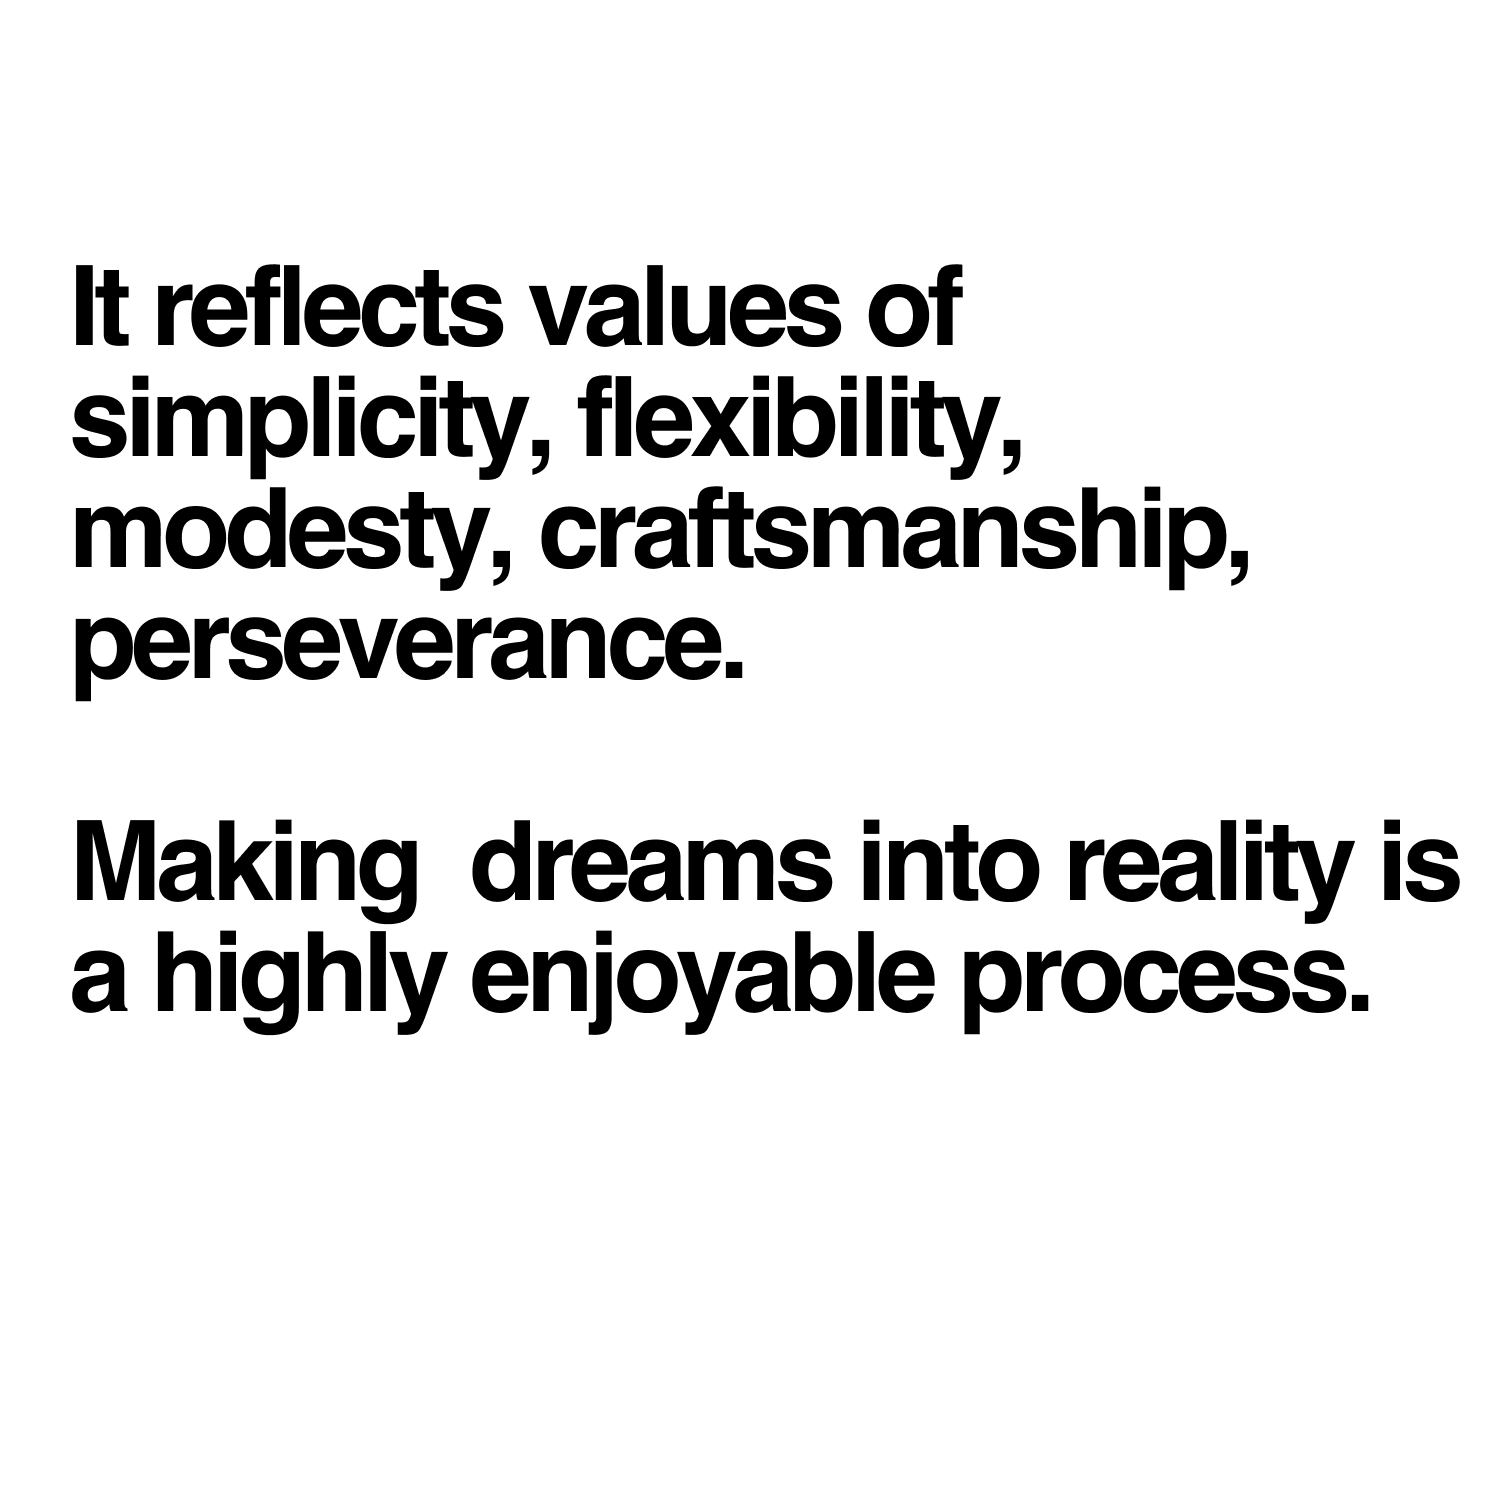 It reflects values of
simplicity, flexibility,
modesty, craftsmanship,
perseverance.

Making  dreams into reality is
a highly enjoyable process.